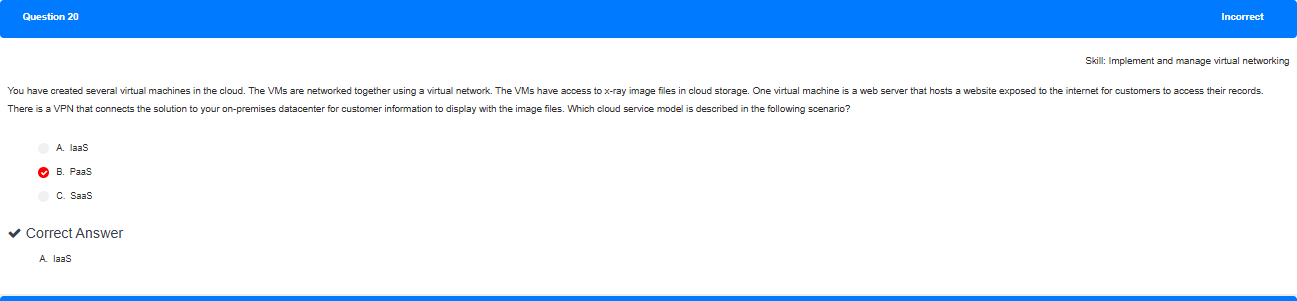 Question 20 Incorrect
Skill: Implement and manage virtual networking
You have created several virtual machines in the cloud. The VMs are networked together using a virtual network. The VMs have access to x-ray image files in cloud storage. One virtual machine is a web server that hosts a website exposed to the internet for customers to access their records.
There is a VPN that connects the solution to your on-premises datacenter for customer information to display with the image files. Which cloud service model is described in the following scenario?
A. IaaS
B. PaaS
C. SaaS
Correct Answer
A. IaaS